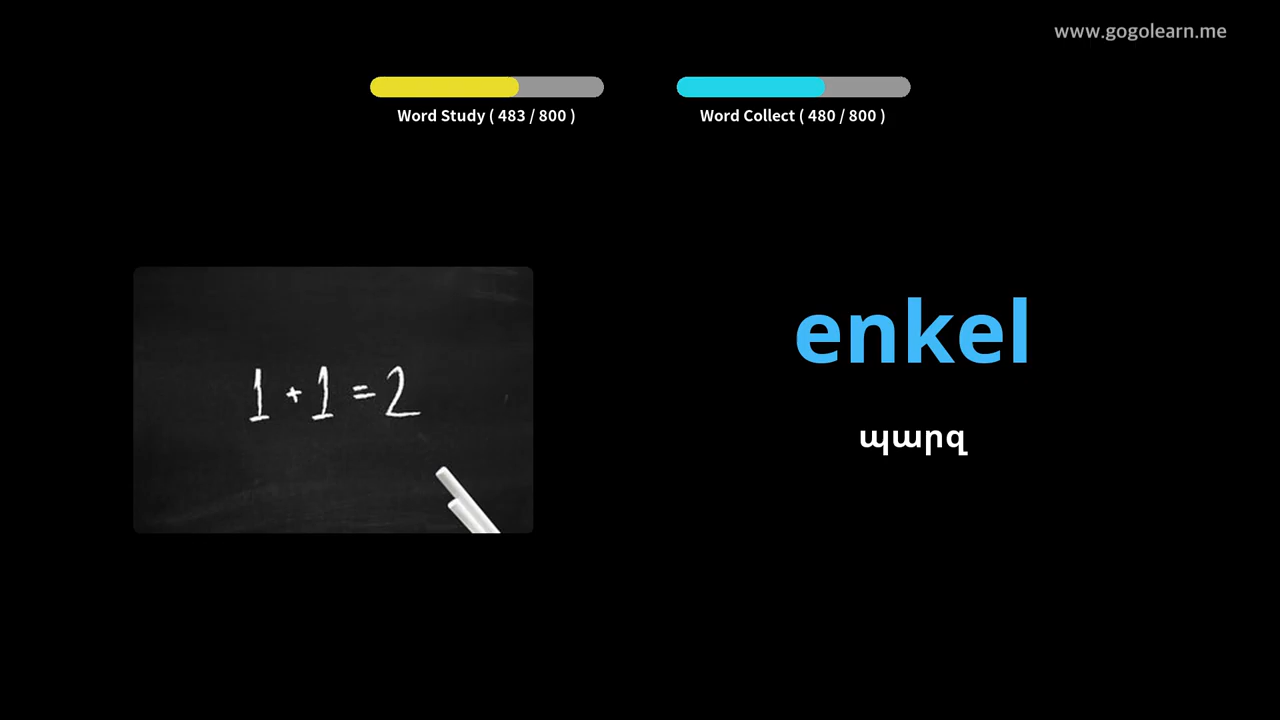 www.gogolearn.me
Word Study ( 483 / 800 )
Word Collect ( 480 / 800 )
1 + 1 = 2
enkel
պարզ